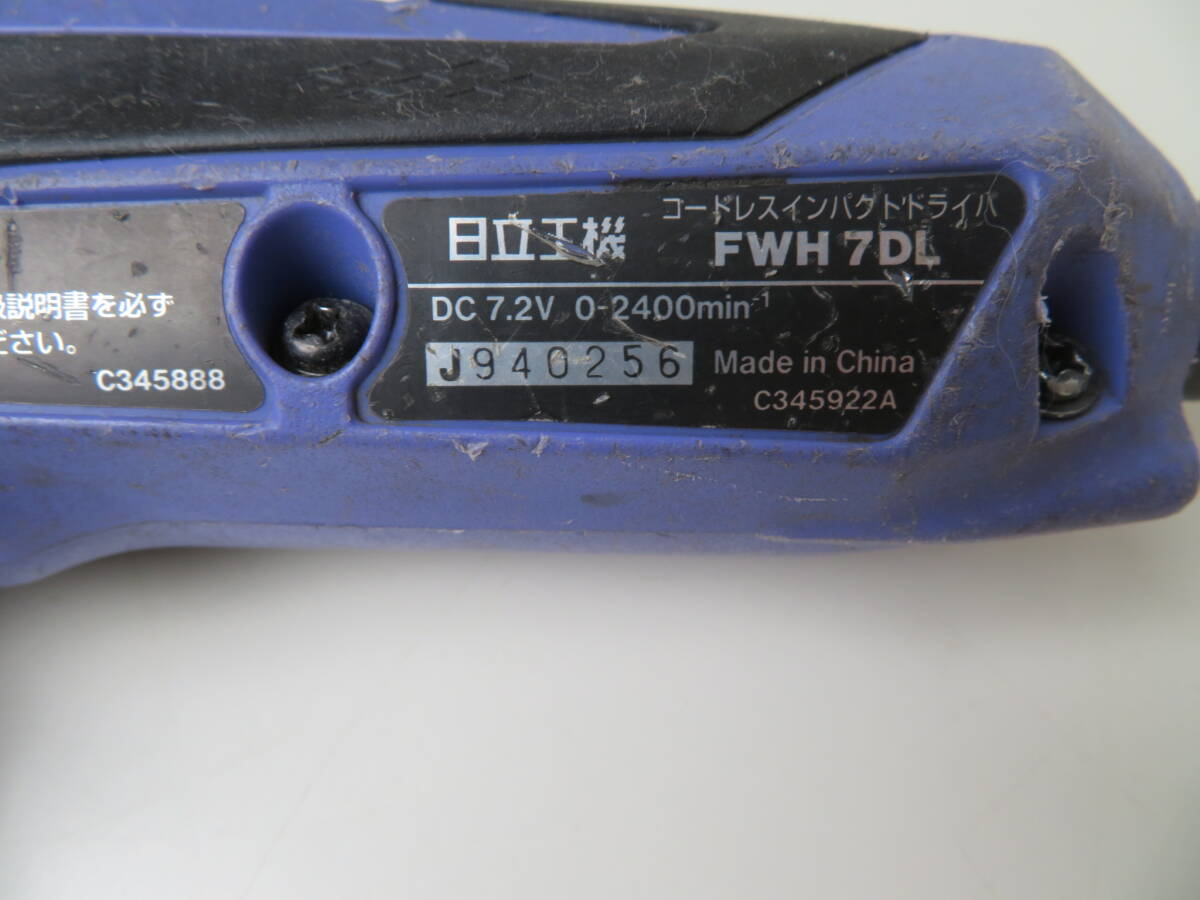 扱説明書を必ず
ださい。
C345888
日立工機
コードレスインパクトドライバ
FWH 7DL
DC 7.2V 0-2400min⁻¹
J940256
Made in China
C345922A